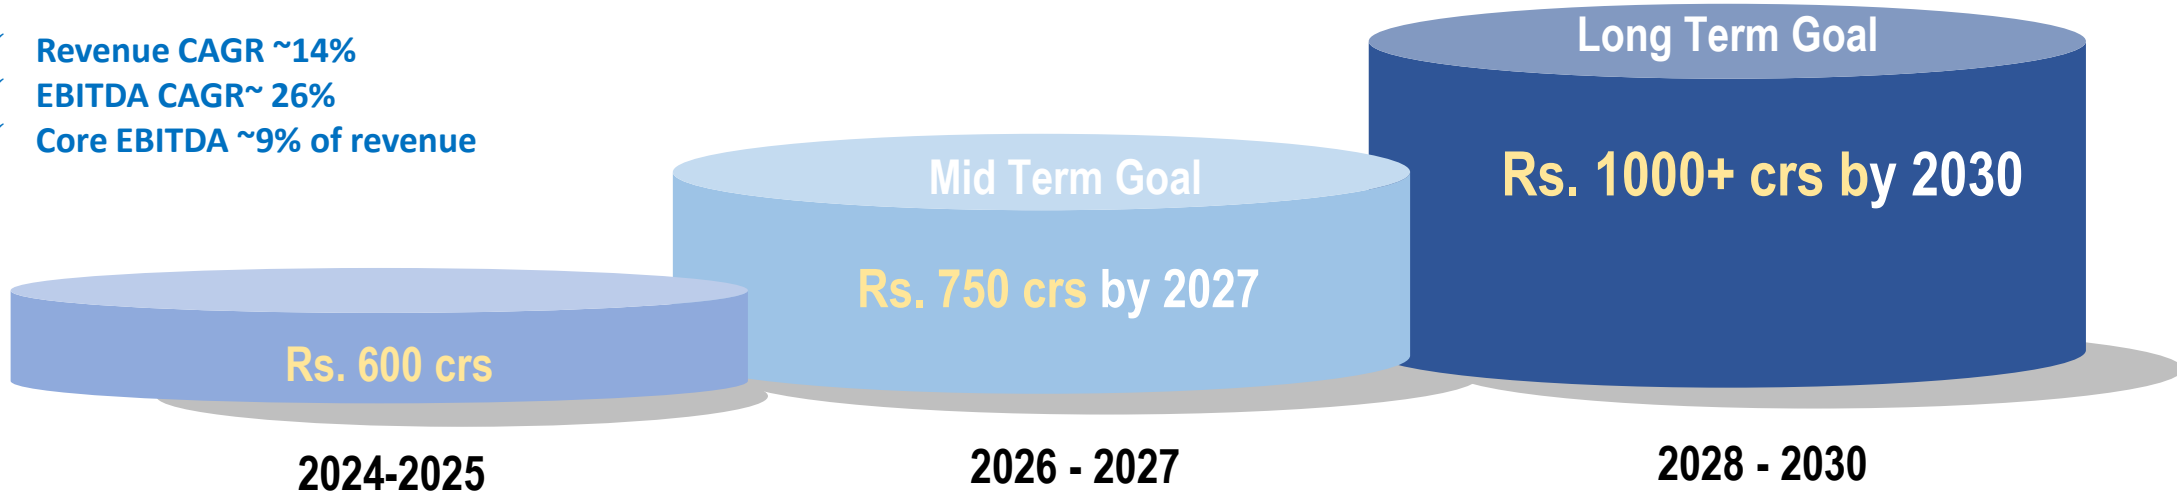 Revenue CAGR ~14%
EBITDA CAGR~ 26%
Core EBITDA ~9% of revenue
Rs. 600 crs
2024-2025
Mid Term Goal
Rs. 750 crs by 2027
2026 - 2027
Long Term Goal
Rs. 1000+ crs by 2030
2028 - 2030